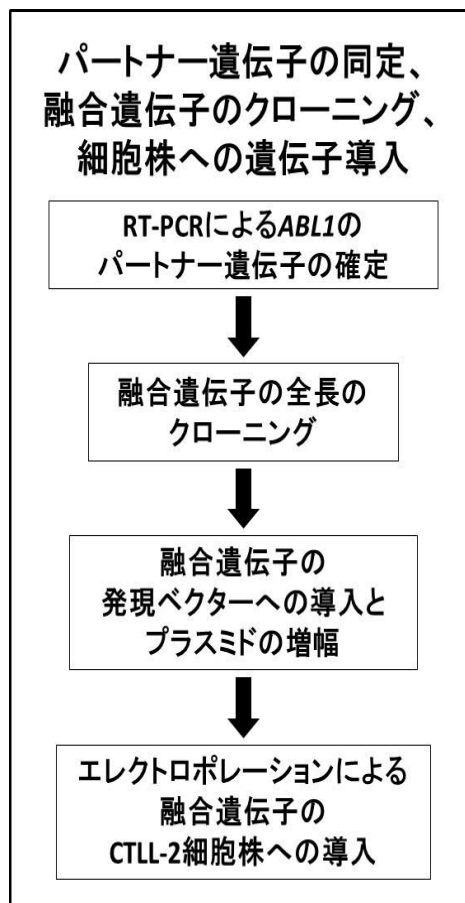 パートナー遺伝子の同定、
融合遺伝子のクローニング、
細胞株への遺伝子導入
RT-PCRによるABL1の
パートナー遺伝子の確定
融合遺伝子の全長の
クローニング
融合遺伝子の
発現ベクターへの導入と
プラスミドの増幅
エレクトロポレーションによる
融合遺伝子の
CTLL-2細胞株への導入